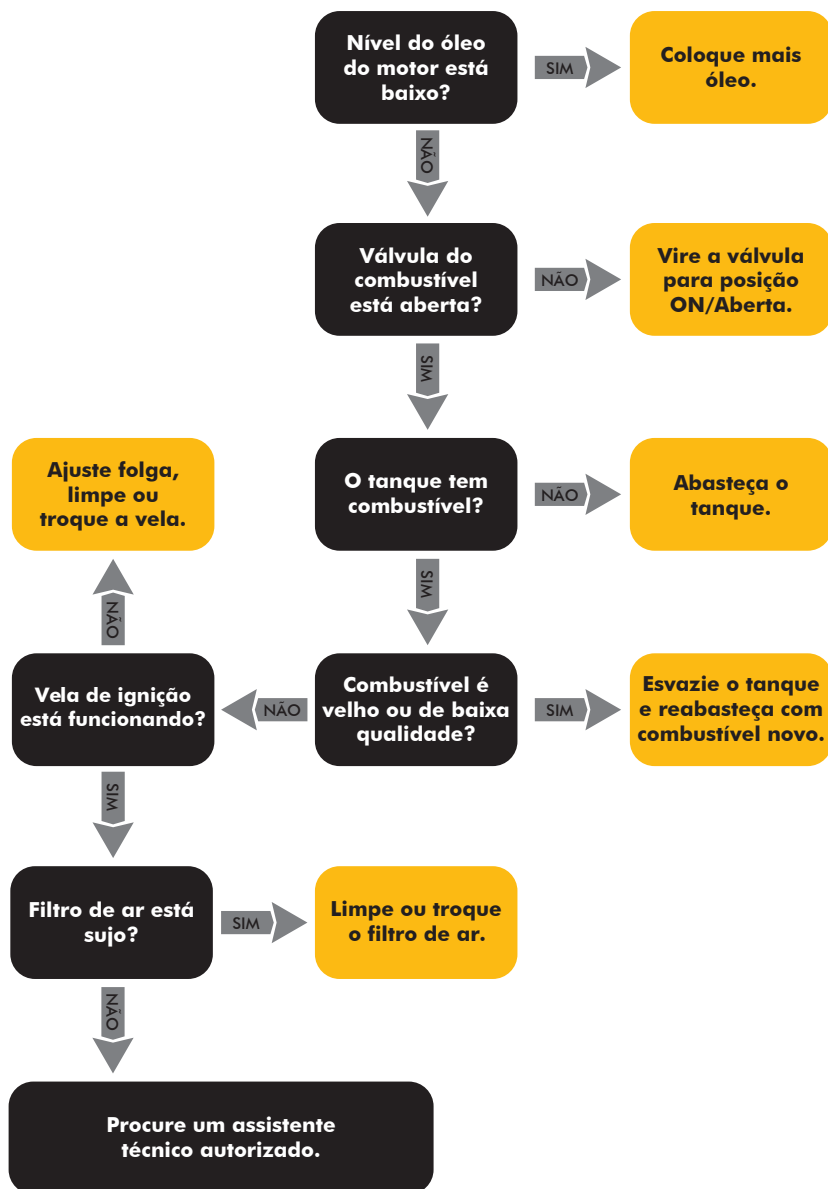 Nível do óleo
do motor está
baixo?
SIM
Coloque mais
óleo.
NÃO
Válvula do
combustível
está aberta?
NÃO
Vire a válvula
para posição
ON/Aberta.
SIM
Ajuste folga,
limpe ou
troque a vela.
O tanque tem
combustível?
NÃO
Abasteça o
tanque.
NÃO
SIM
Vela de ignição
está funcionando?
NÃO
Combustível é
velho ou de baixa
qualidade?
SIM
Esvazie o tanque
e reabasteça com
combustível novo.
SIM
Filtro de ar está
sujo?
SIM
Limpe ou troque
o filtro de ar.
NÃO
Procure um assistente
técnico autorizado.